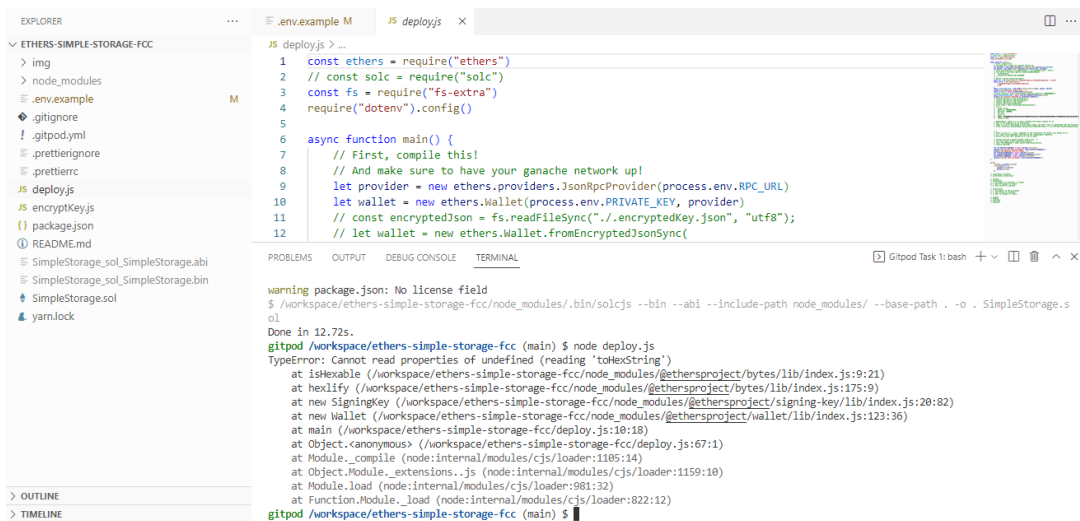 EXPLORER
ETHERS-SIMPLE-STORAGE-FCC
img
node_modules
.env.example M
.gitignore
.gitpod.yml
.prettierignore
.prettierrc
deploy.js
encryptKey.js
package.json
README.md
SimpleStorage_sol_SimpleStorage.abi
SimpleStorage_sol_SimpleStorage.bin
SimpleStorage.sol
yarn.lock
OUTLINE
TIMELINE
.env.example M JS deploy.js
JS deploy.js > ...
1 const ethers = require("ethers")
2 // const solc = require("solc")
3 const fs = require("fs-extra")
4 require("dotenv").config()
5
6 async function main() {
7 // First, compile this!
8 // And make sure to have your ganache network up!
9 let provider = new ethers.providers.JsonRpcProvider(process.env.RPC_URL)
10 let wallet = new ethers.Wallet(process.env.PRIVATE_KEY, provider)
11 // const encryptedJson = fs.readFileSync("./.encryptedKey.json", "utf8");
12 // let wallet = new ethers.Wallet.fromEncryptedJsonSync(
PROBLEMS OUTPUT DEBUG CONSOLE TERMINAL Gitpod Task 1: bash
warning package.json: No license field
$ /workspace/ethers-simple-storage-fcc/node_modules/.bin/solcjs --bin --abi --include-path node_modules/ --base-path . -o . SimpleStorage.s
ol
Done in 12.72s.
gitpod /workspace/ethers-simple-storage-fcc (main) $ node deploy.js
TypeError: Cannot read properties of undefined (reading 'toHexString')
at isHexable (/workspace/ethers-simple-storage-fcc/node_modules/@ethersproject/bytes/lib/index.js:9:21)
at hexlify (/workspace/ethers-simple-storage-fcc/node_modules/@ethersproject/bytes/lib/index.js:175:9)
at new SigningKey (/workspace/ethers-simple-storage-fcc/node_modules/@ethersproject/signing-key/lib/index.js:20:82)
at new Wallet (/workspace/ethers-simple-storage-fcc/node_modules/@ethersproject/wallet/lib/index.js:123:36)
at main (/workspace/ethers-simple-storage-fcc/deploy.js:10:18)
at Object.<anonymous> (/workspace/ethers-simple-storage-fcc/deploy.js:67:1)
at Module._compile (node:internal/modules/cjs/loader:1105:14)
at Object.Module._extensions..js (node:internal/modules/cjs/loader:1159:10)
at Module.load (node:internal/modules/cjs/loader:981:32)
at Function.Module._load (node:internal/modules/cjs/loader:822:12)
gitpod /workspace/ethers-simple-storage-fcc (main) $